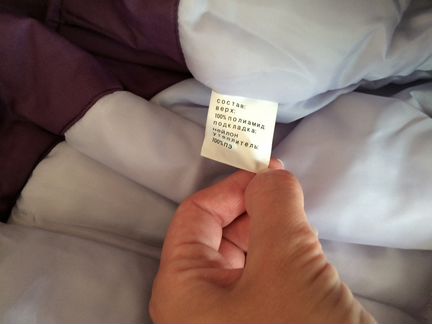 состав:
верх:
100% полиамид
подкладка:
нейлон
утеплитель:
100% ПЭ